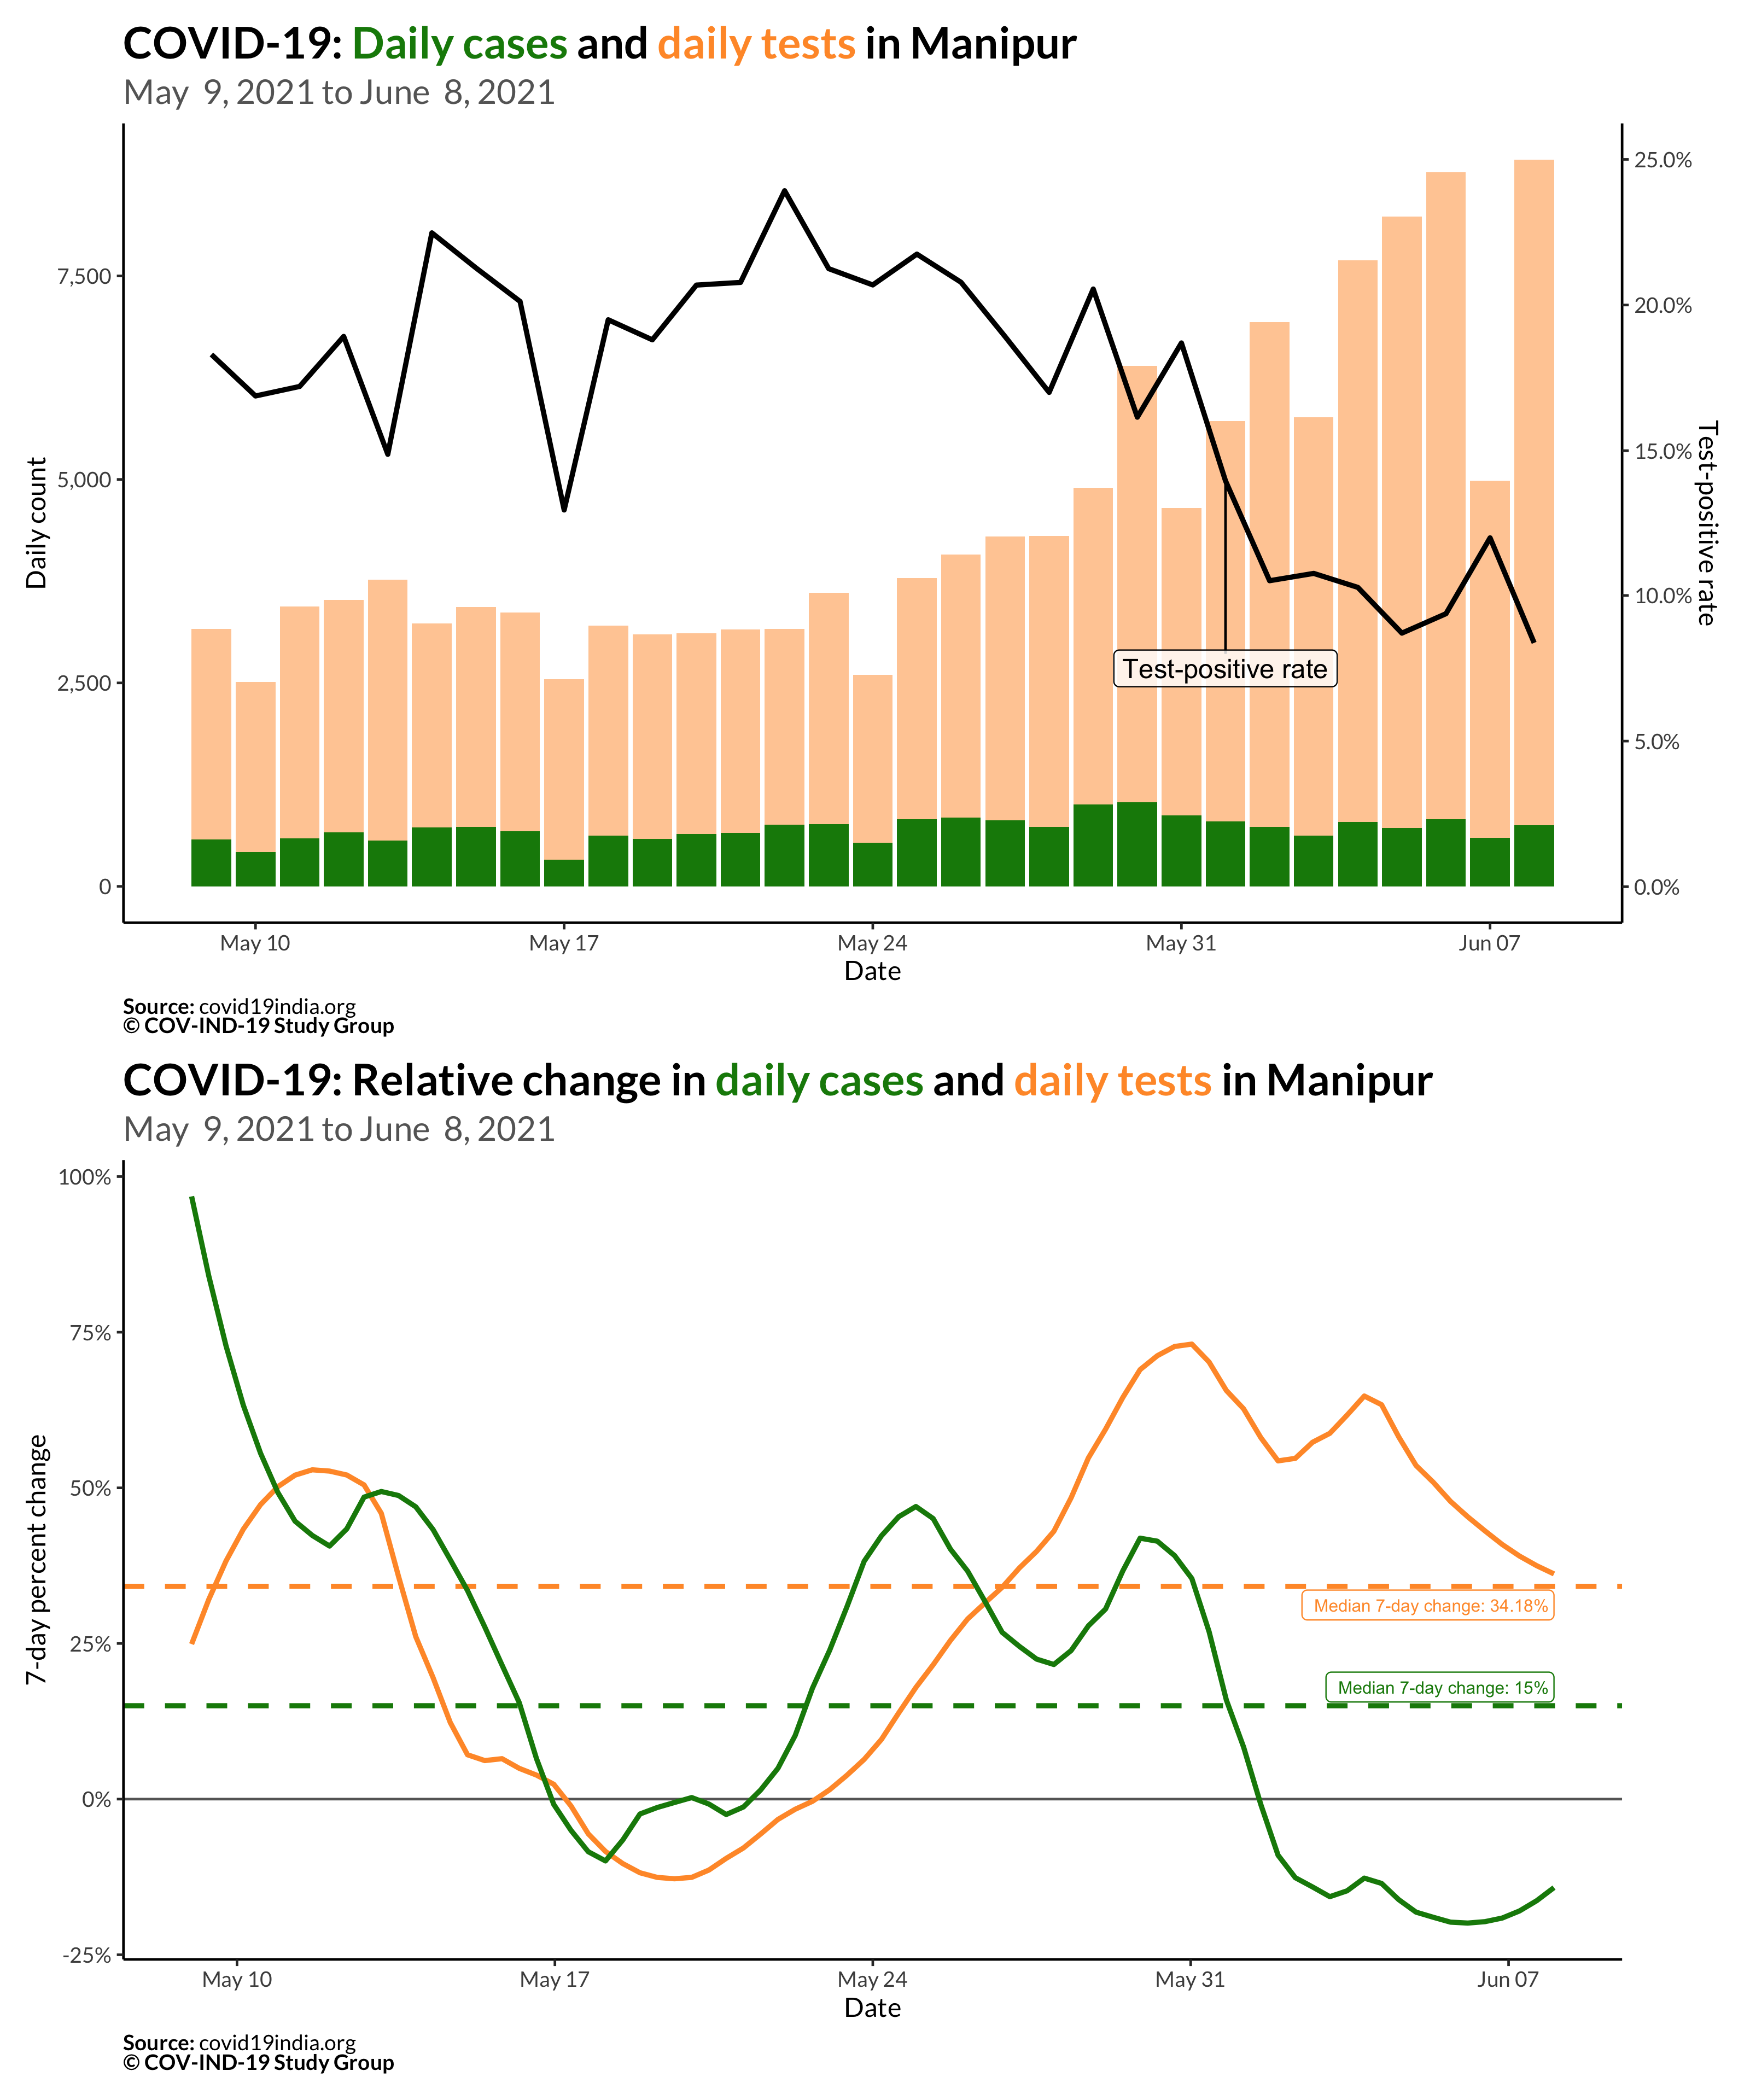 COVID-19: Daily cases and daily tests in Manipur
May 9, 2021 to June 8, 2021
Daily count
7,500
5,000
2,500
0
25.0%
20.0%
15.0%
10.0%
5.0%
0.0%
Test-positive rate
Test-positive rate
May 10
May 17
May 24
May 31
Jun 07
Date
Source: covid19india.org
© COV-IND-19 Study Group
COVID-19: Relative change in daily cases and daily tests in Manipur
May 9, 2021 to June 8, 2021
7-day percent change
100%
75%
50%
25%
0%
-25%
Median 7-day change: 34.18%
Median 7-day change: 15%
May 10
May 17
May 24
May 31
Jun 07
Date
Source: covid19india.org
© COV-IND-19 Study Group